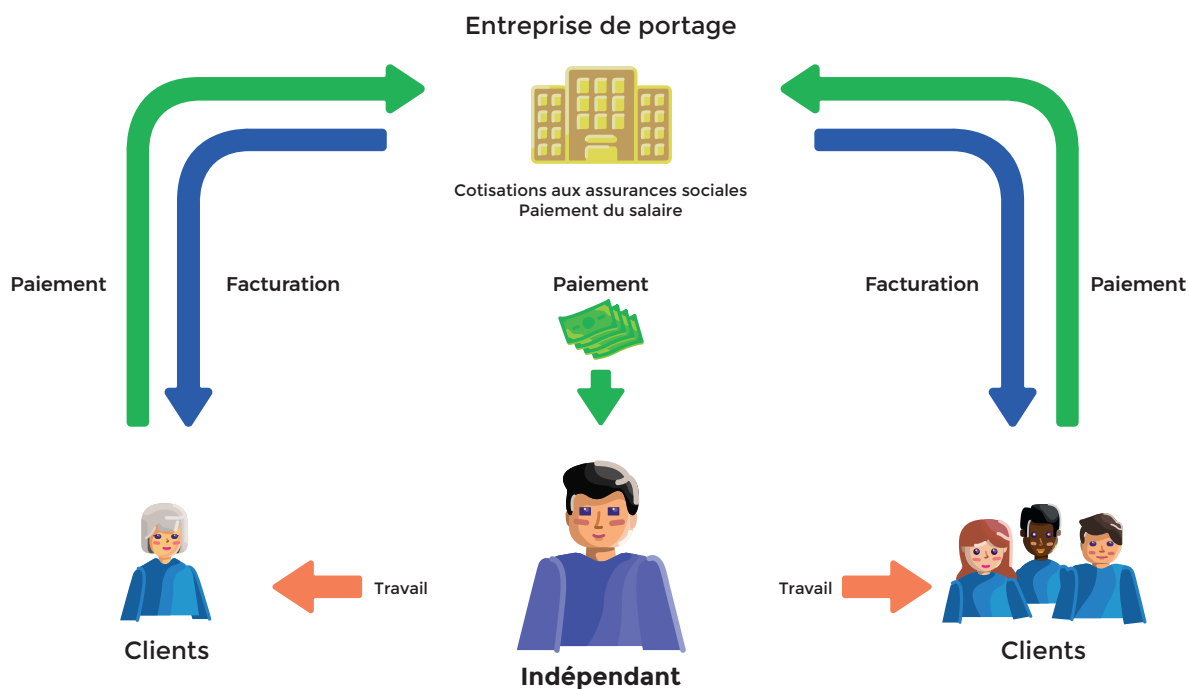 Entreprise de portage
Cotisations aux assurances sociales
Paiement du salaire
Paiement
Facturation
Paiement
Facturation
Paiement
Travail
Travail
Clients
Indépendant
Clients